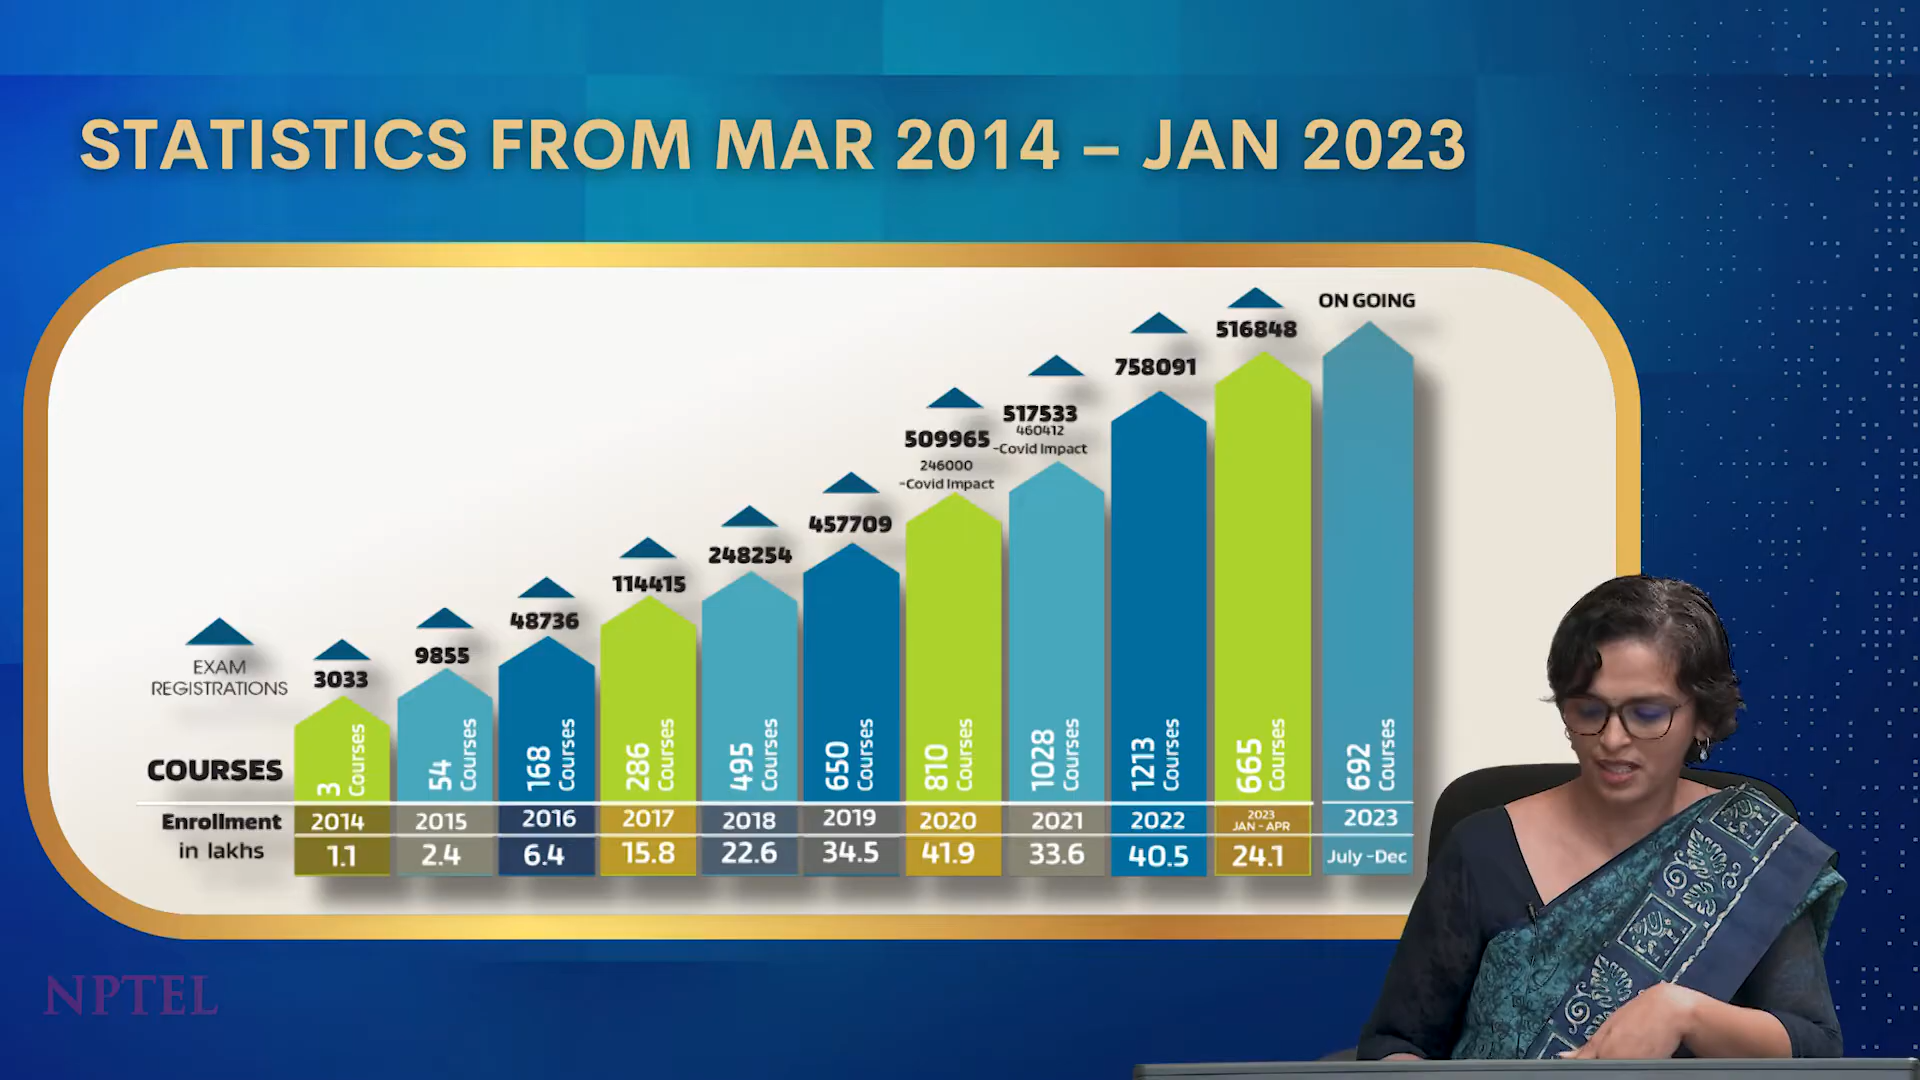 STATISTICS FROM MAR 2014 – JAN 2023
EXAM
REGISTRATIONS
3033
9855
48736
114415
248254
457709
509965
246000
-Covid Impact
517533
460412
-Covid Impact
758091
516848
ON GOING
COURSES
3
Courses
54
Courses
168
Courses
286
Courses
495
Courses
650
Courses
810
Courses
1028
Courses
1213
Courses
665
Courses
692
Courses
Enrollment
in lakhs
2014
2015
2016
2017
2018
2019
2020
2021
2022
2023
JAN - APR
2023
1.1
2.4
6.4
15.8
22.6
34.5
41.9
33.6
40.5
24.1
July -Dec
NPTEL